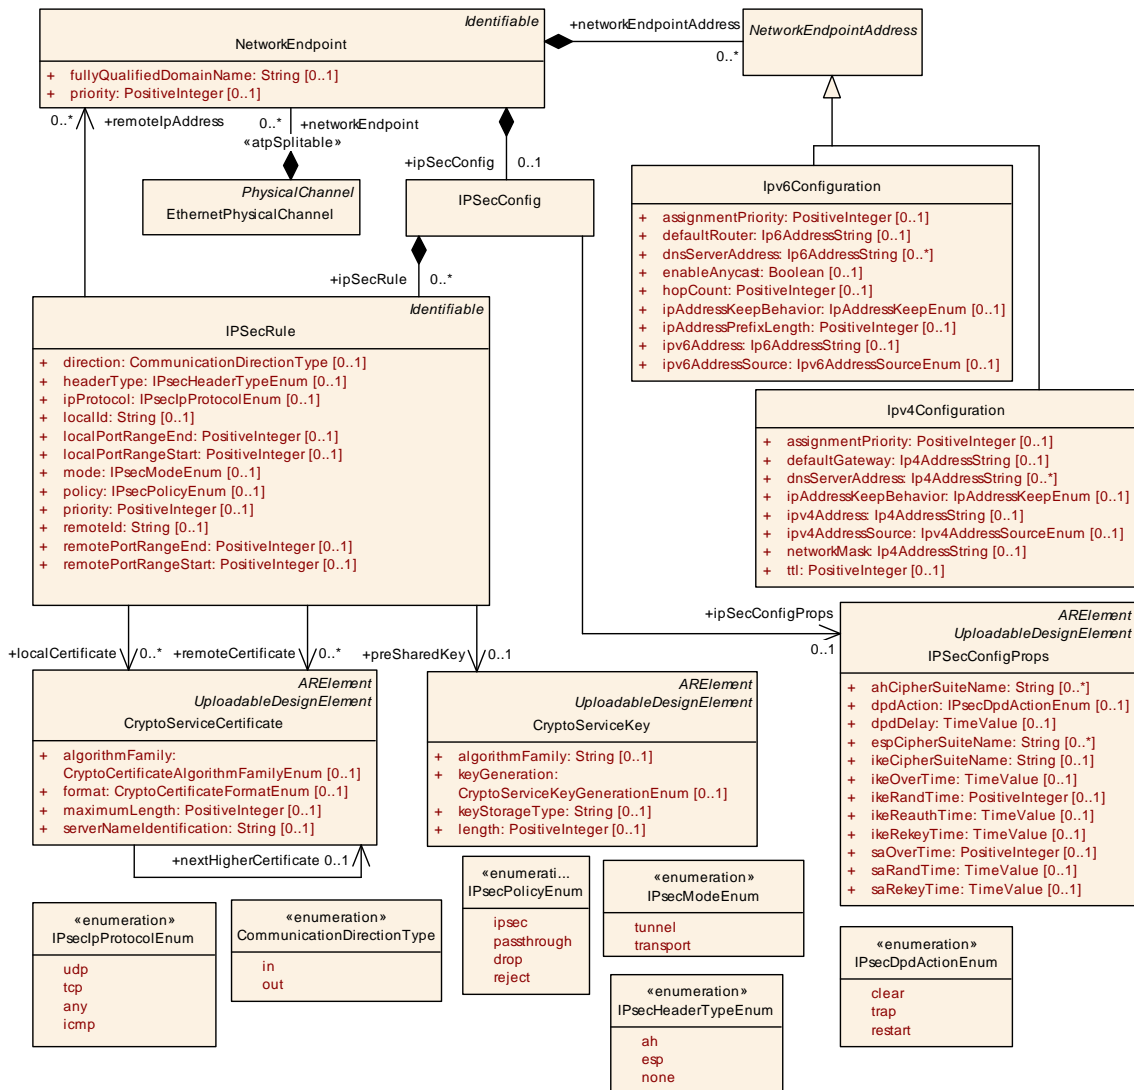 Identifiable
NetworkEndpoint
+ fullyQualifiedDomainName: String [0..1]
+ priority: PositiveInteger [0..1]
+networkEndpointAddress
0..*
NetworkEndpointAddress
0..*
+remoteIpAddress
0..*
+networkEndpoint
«atpSplitable»
+ipSecConfig
0..1
PhysicalChannel
EthernetPhysicalChannel
IPSecConfig
+ipSecRule
0..*
Ipv6Configuration
+ assignmentPriority: PositiveInteger [0..1]
+ defaultRouter: Ip6AddressString [0..1]
+ dnsServerAddress: Ip6AddressString [0..*]
+ enableAnycast: Boolean [0..1]
+ hopCount: PositiveInteger [0..1]
+ ipAddressKeepBehavior: IpAddressKeepEnum [0..1]
+ ipAddressPrefixLength: PositiveInteger [0..1]
+ ipv6Address: Ip6AddressString [0..1]
+ ipv6AddressSource: Ipv6AddressSourceEnum [0..1]
Identifiable
IPSecRule
+ direction: CommunicationDirectionType [0..1]
+ headerType: IPsecHeaderTypeEnum [0..1]
+ ipProtocol: IPsecIpProtocolEnum [0..1]
+ localId: String [0..1]
+ localPortRangeEnd: PositiveInteger [0..1]
+ localPortRangeStart: PositiveInteger [0..1]
+ mode: IPsecModeEnum [0..1]
+ policy: IPsecPolicyEnum [0..1]
+ priority: PositiveInteger [0..1]
+ remoteId: String [0..1]
+ remotePortRangeEnd: PositiveInteger [0..1]
+ remotePortRangeStart: PositiveInteger [0..1]
Ipv4Configuration
+ assignmentPriority: PositiveInteger [0..1]
+ defaultGateway: Ip4AddressString [0..1]
+ dnsServerAddress: Ip4AddressString [0..*]
+ ipAddressKeepBehavior: IpAddressKeepEnum [0..1]
+ ipv4Address: Ip4AddressString [0..1]
+ ipv4AddressSource: Ipv4AddressSourceEnum [0..1]
+ networkMask: Ip4AddressString [0..1]
+ ttl: PositiveInteger [0..1]
+ipSecConfigProps
0..1
+localCertificate
0..*
+remoteCertificate
0..*
+preSharedKey
0..1
ARElement
UploadableDesignElement
CryptoServiceCertificate
+ algorithmFamily:
CryptoCertificateAlgorithmFamilyEnum [0..1]
+ format: CryptoCertificateFormatEnum [0..1]
+ maximumLength: PositiveInteger [0..1]
+ serverNameIdentification: String [0..1]
+nextHigherCertificate 0..1
ARElement
UploadableDesignElement
CryptoServiceKey
+ algorithmFamily: String [0..1]
+ keyGeneration:
CryptoServiceKeyGenerationEnum [0..1]
+ keyStorageType: String [0..1]
+ length: PositiveInteger [0..1]
ARElement
UploadableDesignElement
IPSecConfigProps
+ ahCipherSuiteName: String [0..*]
+ dpdAction: IPsecDpdActionEnum [0..1]
+ dpdDelay: TimeValue [0..1]
+ espCipherSuiteName: String [0..*]
+ ikeCipherSuiteName: String [0..1]
+ ikeOverTime: TimeValue [0..1]
+ ikeRandTime: PositiveInteger [0..1]
+ ikeReauthTime: TimeValue [0..1]
+ ikeRekeyTime: TimeValue [0..1]
+ saOverTime: PositiveInteger [0..1]
+ saRandTime: TimeValue [0..1]
+ saRekeyTime: TimeValue [0..1]
«enumeration»
IPsecIpProtocolEnum
udp
tcp
any
icmp
«enumeration»
CommunicationDirectionType
in
out
«enumerati...
IPsecPolicyEnum
ipsec
passthrough
drop
reject
«enumeration»
IPsecModeEnum
tunnel
transport
«enumeration»
IPsecHeaderTypeEnum
ah
esp
none
«enumeration»
IPsecDpdActionEnum
clear
trap
restart